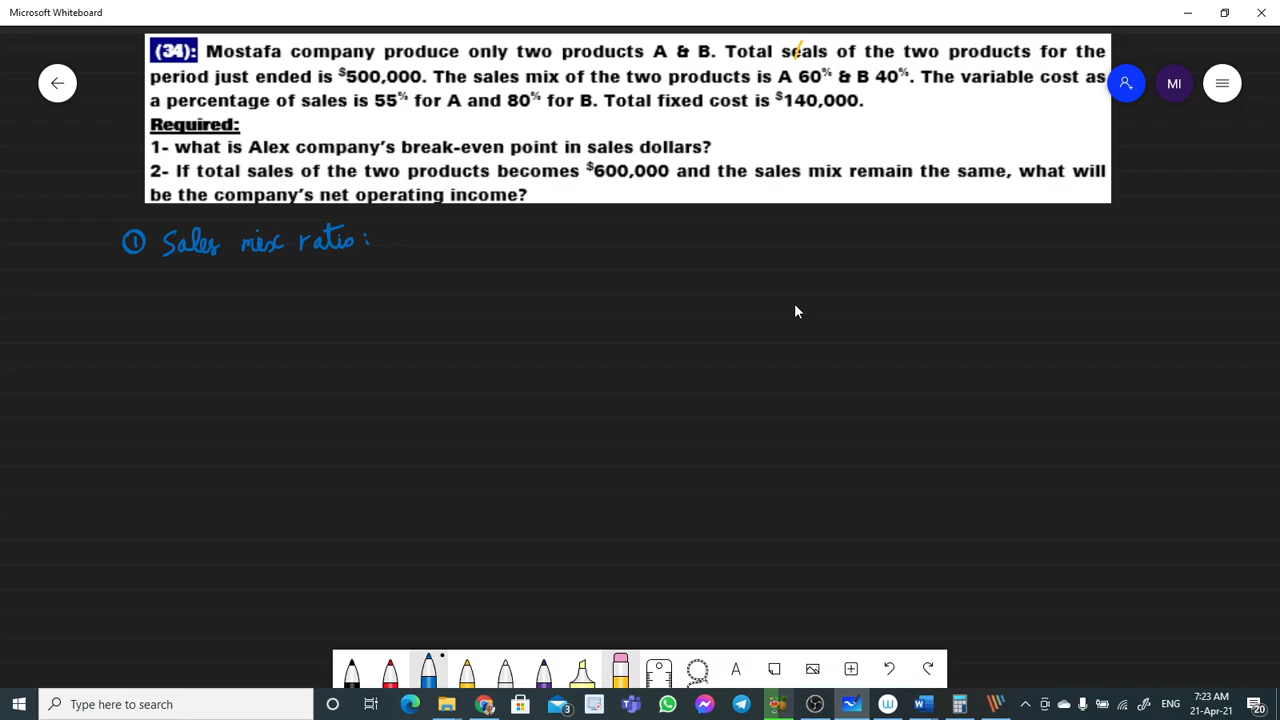 Microsoft Whiteboard
(34): Mostafa company produce only two products A & B. Total seals of the two products for the
period just ended is $500,000. The sales mix of the two products is A 60% & B 40%. The variable cost as
a percentage of sales is 55% for A and 80% for B. Total fixed cost is $140,000.
MI
Required:
1- what is Alex company's break-even point in sales dollars?
2- If total sales of the two products becomes $600,000 and the sales mix remain the same, what will
be the company's net operating income?
① Sales mix ratio:
A
Type here to search
3
W
7:23 AM
21-Apr-21
20